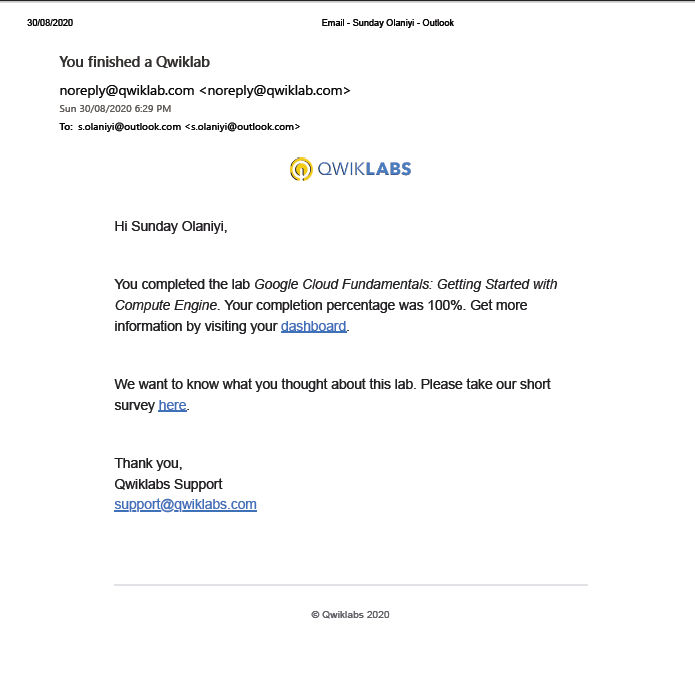 30/08/2020 Email - Sunday Olaniyi - Outlook
You finished a Qwiklab
noreply@qwiklab.com <noreply@qwiklab.com>
Sun 30/08/2020 6:29 PM
To: s.olaniyi@outlook.com <s.olaniyi@outlook.com>
QWIKLABS
Hi Sunday Olaniyi,
You completed the lab Google Cloud Fundamentals: Getting Started with
Compute Engine. Your completion percentage was 100%. Get more
information by visiting your dashboard.
We want to know what you thought about this lab. Please take our short
survey here.
Thank you,
Qwiklabs Support
support@qwiklabs.com
© Qwiklabs 2020